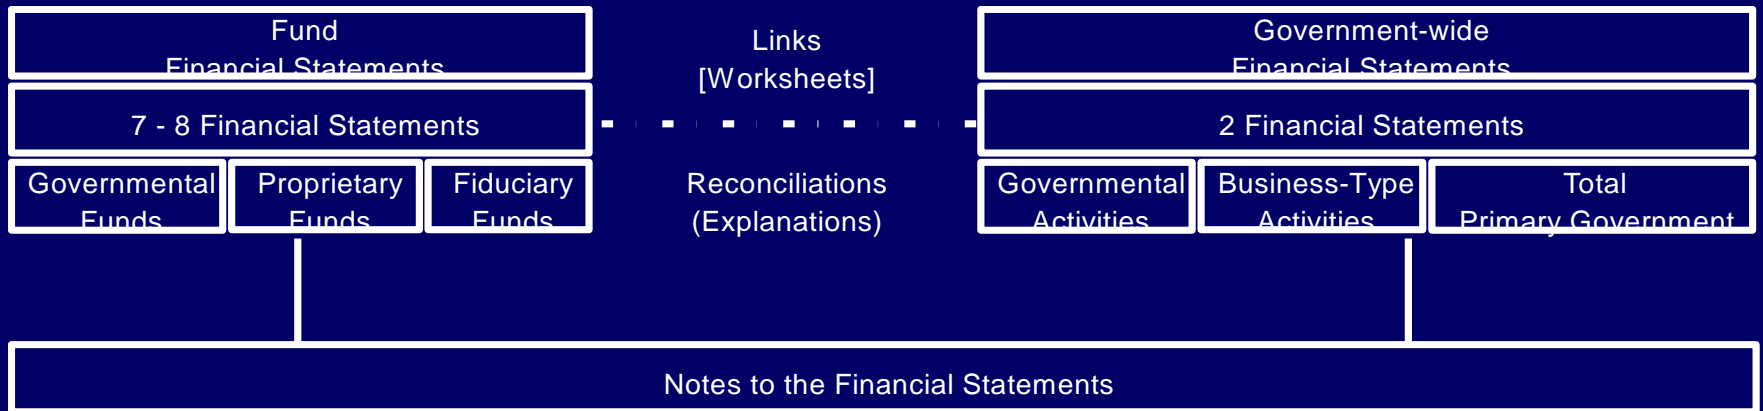 Fund
Financial Statements
Links
[Worksheets]
Government-wide
Financial Statements
7 - 8 Financial Statements
2 Financial Statements
Governmental
Funds
Proprietary
Funds
Fiduciary
Funds
Reconciliations
(Explanations)
Governmental
Activities
Business-Type
Activities
Total
Primary Government
Notes to the Financial Statements